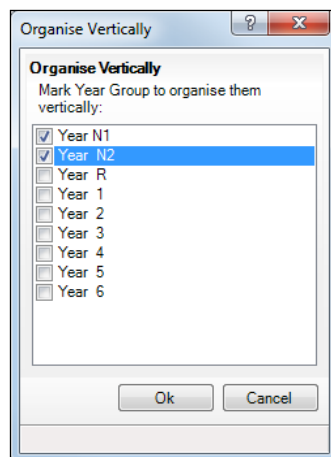 Organise Vertically
?
X
Organise Vertically
Mark Year Group to organise them
vertically:
Year N1
Year N2
Year R
Year 1
Year 2
Year 3
Year 4
Year 5
Year 6
Ok
Cancel